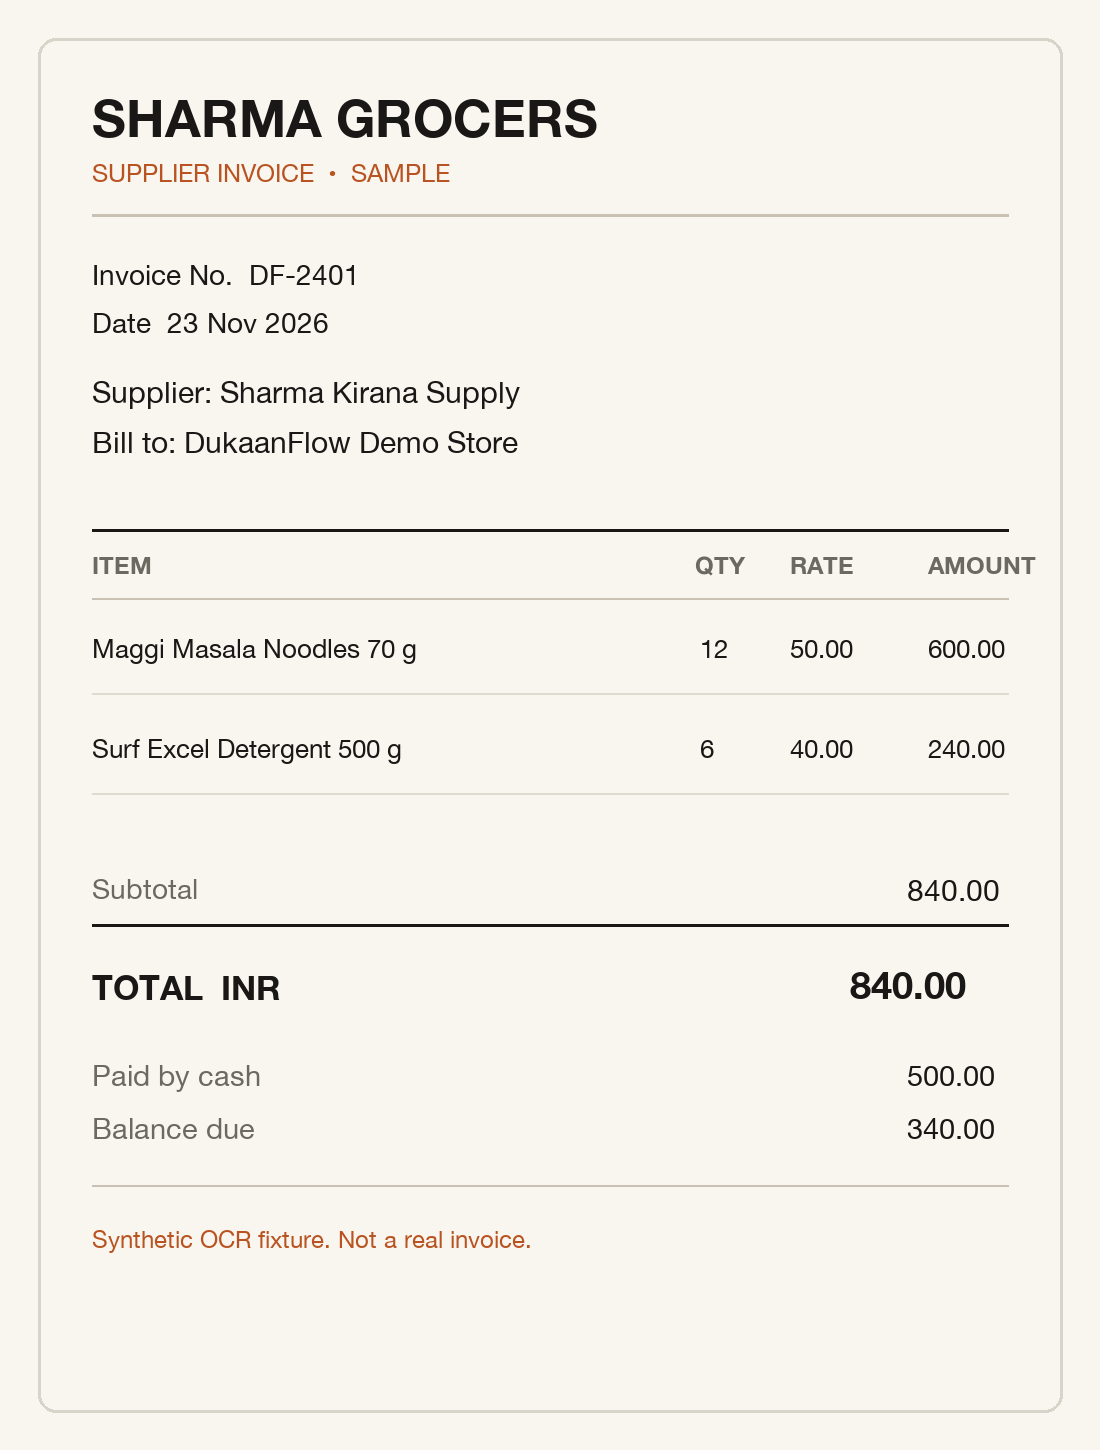 SHARMA GROCERS
SUPPLIER INVOICE • SAMPLE
Invoice No. DF-2401
Date 23 Nov 2026
Supplier: Sharma Kirana Supply
Bill to: DukaanFlow Demo Store
ITEM QTY RATE AMOUNT
Maggi Masala Noodles 70 g 12 50.00 600.00
Surf Excel Detergent 500 g 6 40.00 240.00
Subtotal 840.00
TOTAL INR 840.00
Paid by cash 500.00
Balance due 340.00
Synthetic OCR fixture. Not a real invoice.